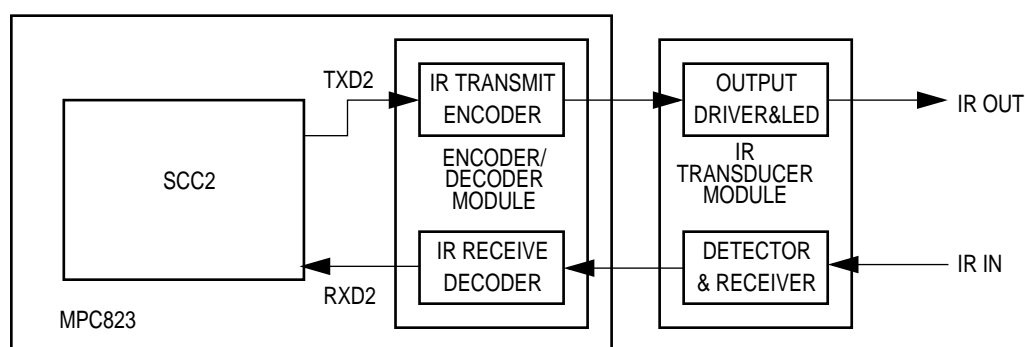 TXD2
IR TRANSMIT
ENCODER
OUTPUT
DRIVER&LED
IR OUT
SCC2
ENCODER/
DECODER
MODULE
IR
TRANSDUCER
MODULE
IR RECEIVE
DECODER
DETECTOR
& RECEIVER
IR IN
RXD2
MPC823